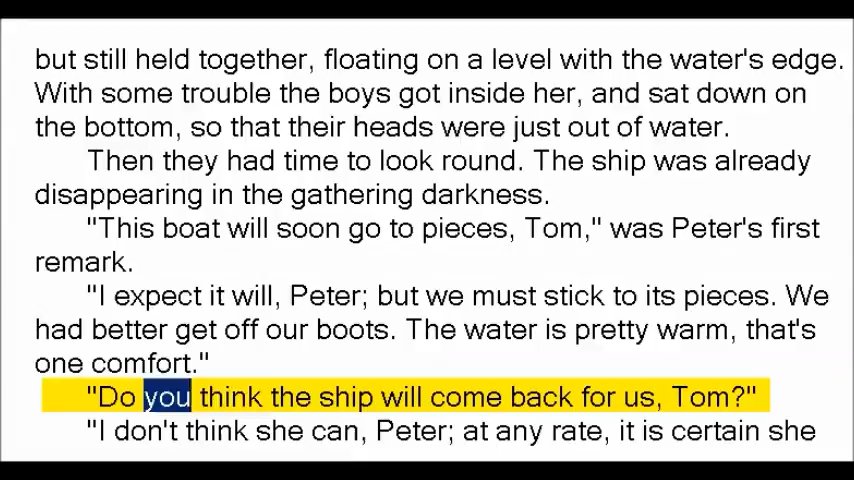 but still held together, floating on a level with the water's edge.
With some trouble the boys got inside her, and sat down on
the bottom, so that their heads were just out of water.
Then they had time to look round. The ship was already
disappearing in the gathering darkness.
"This boat will soon go to pieces, Tom," was Peter's first
remark.
"I expect it will, Peter; but we must stick to its pieces. We
had better get off our boots. The water is pretty warm, that's
one comfort."
"Do you think the ship will come back for us, Tom?"
"I don't think she can, Peter; at any rate, it is certain she